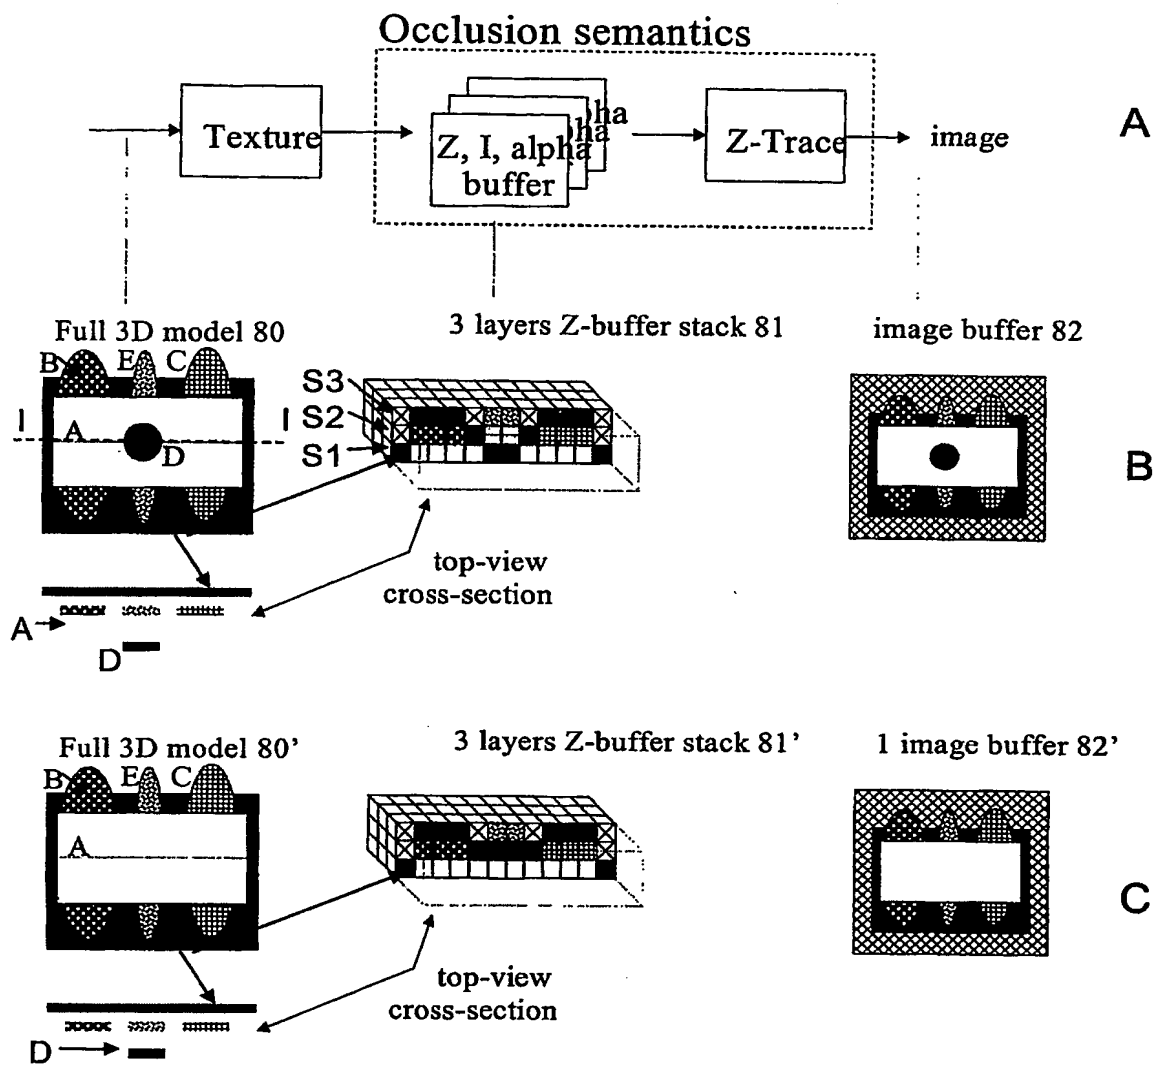 Occlusion semantics
Texture
Z, I, alpha
buffer
pha
pha
Z-Trace
image
A
Full 3D model 80
3 layers Z-buffer stack 81
image buffer 82
B
E
C
S3
S2
S1
I
I
A
D
B
top-view
cross-section
A
D
Full 3D model 80’
3 layers Z-buffer stack 81’
1 image buffer 82’
B
E
C
A
C
top-view
cross-section
D